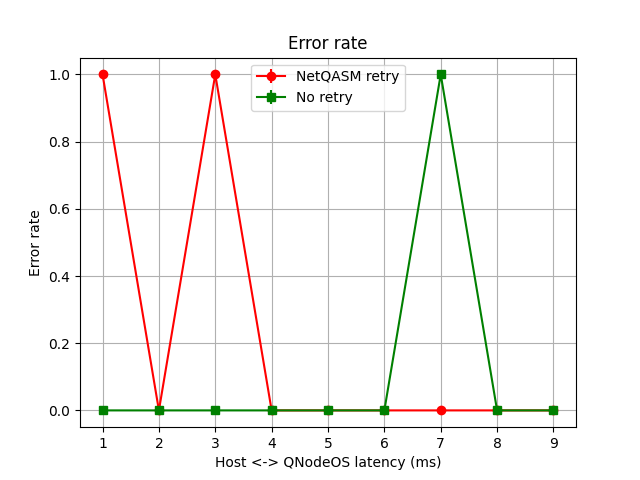 Error rate
NetQASM retry
No retry
1.0
0.8
0.6
0.4
0.2
0.0
Error rate
1 2 3 4 5 6 7 8 9
Host <-> QNodeOS latency (ms)